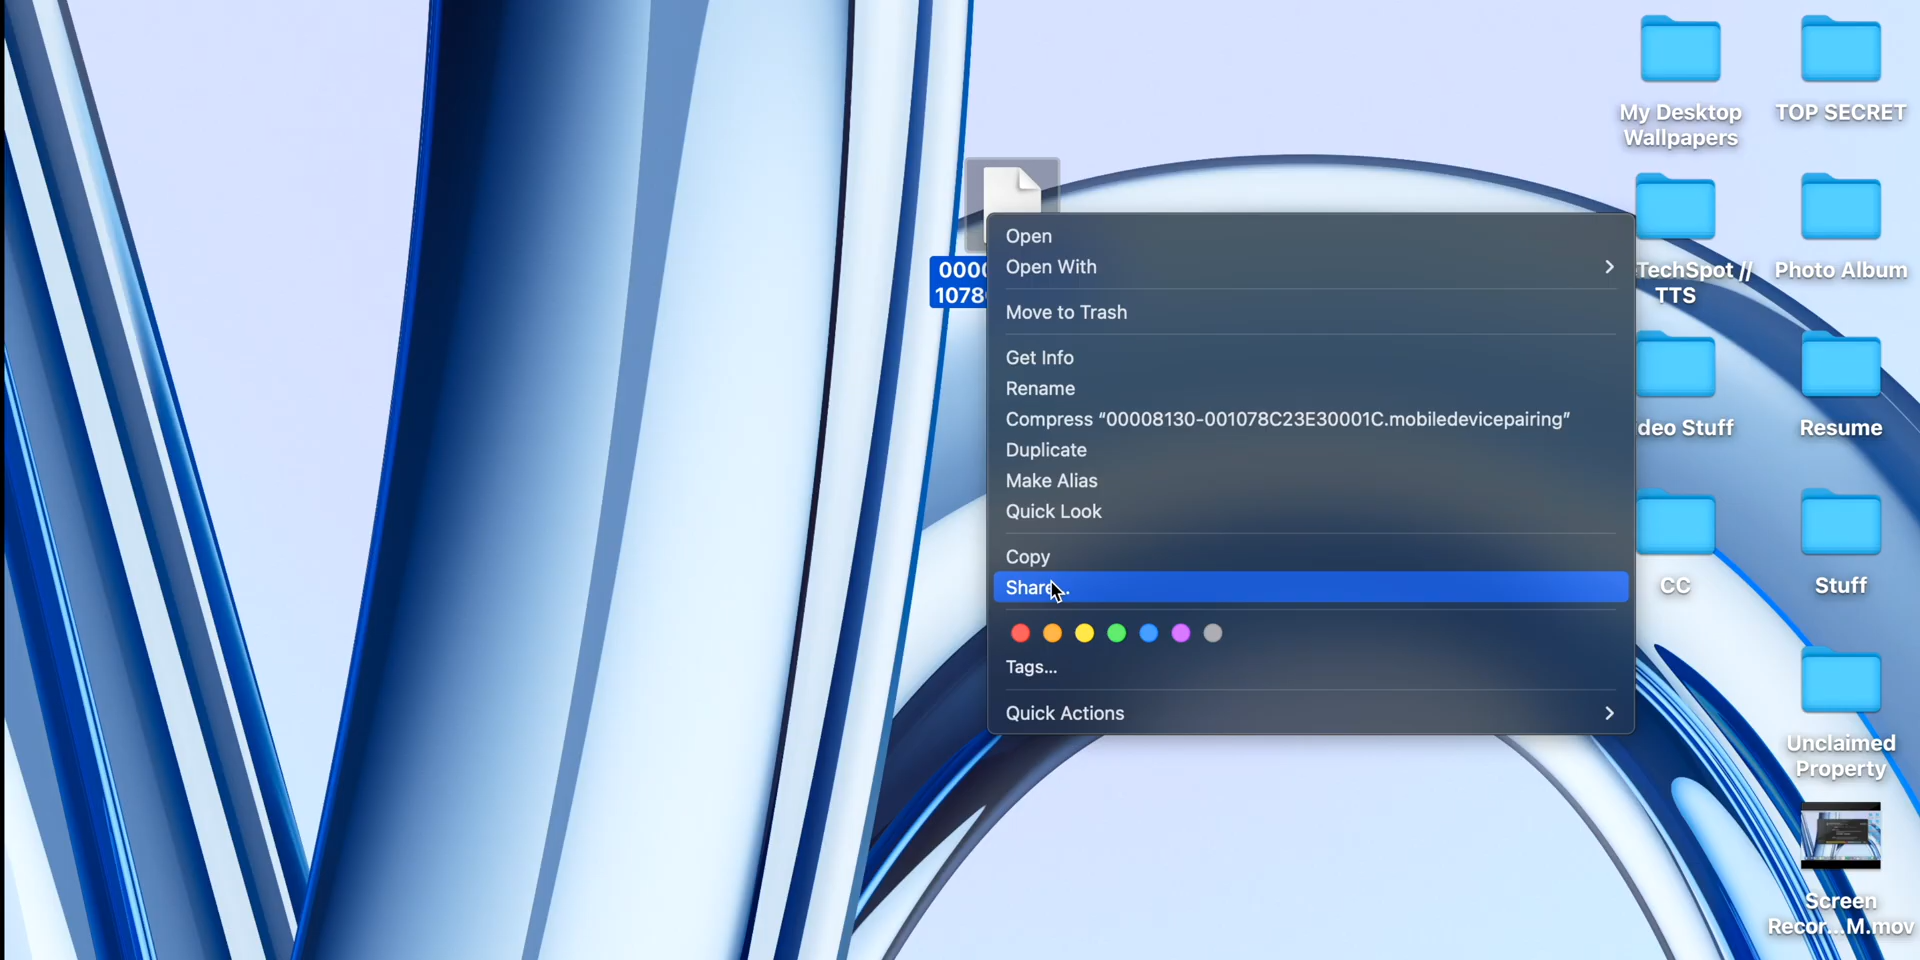 My Desktop
Wallpapers
TOP SECRET
TechSpot //
TTS
Photo Album
0000
1078
Open
Open With
Move to Trash
Get Info
Rename
Compress “00008130-001078C23E30001C.mobiledevicepairing”
Duplicate
Make Alias
Quick Look
Copy
Share...
Tags...
Quick Actions
deo Stuff
Resume
CC
Stuff
Unclaimed
Property
Screen
Recor...M.mov